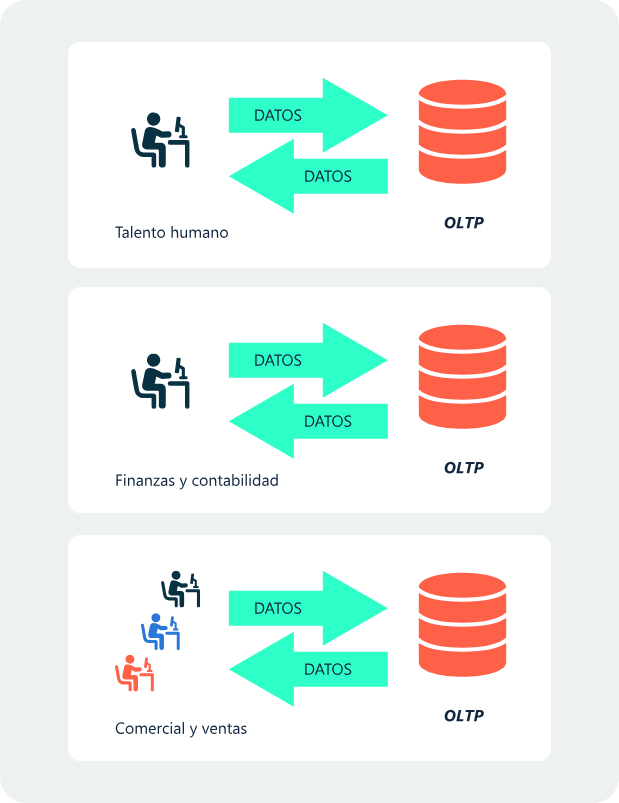 DATOS
DATOS
OLTP
Talento humano
DATOS
DATOS
OLTP
Finanzas y contabilidad
DATOS
DATOS
OLTP
Comercial y ventas